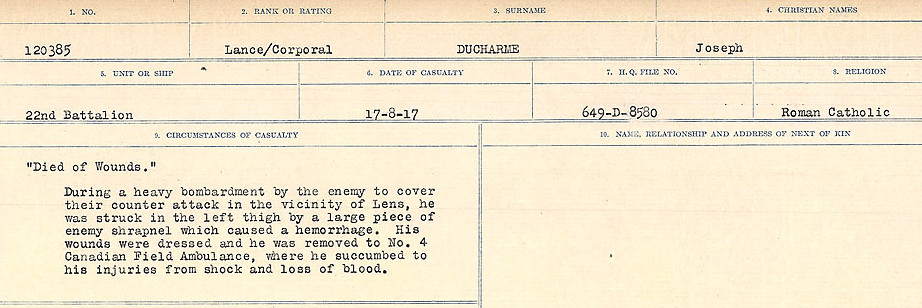 1. NO. 2. RANK OR RATING 3. SURNAME 4. CHRISTIAN NAMES
120385 Lance/Corporal DUCHARME Joseph
5. UNIT OR SHIP 6. DATE OF CASUALTY 7. H.Q. FILE NO. 8. RELIGION
22nd Battalion 17-8-17 649-D-8580 Roman Catholic
9. CIRCUMSTANCES OF CASUALTY 10. NAME, RELATIONSHIP AND ADDRESS OF NEXT OF KIN
"Died of Wounds."
During a heavy bombardment by the enemy to cover
their counter attack in the vicinity of Lens, he
was struck in the left thigh by a large piece of
enemy shrapnel which caused a hemorrhage. His
wounds were dressed and he was removed to No. 4
Canadian Field Ambulance, where he succumbed to
his injuries from shock and loss of blood.